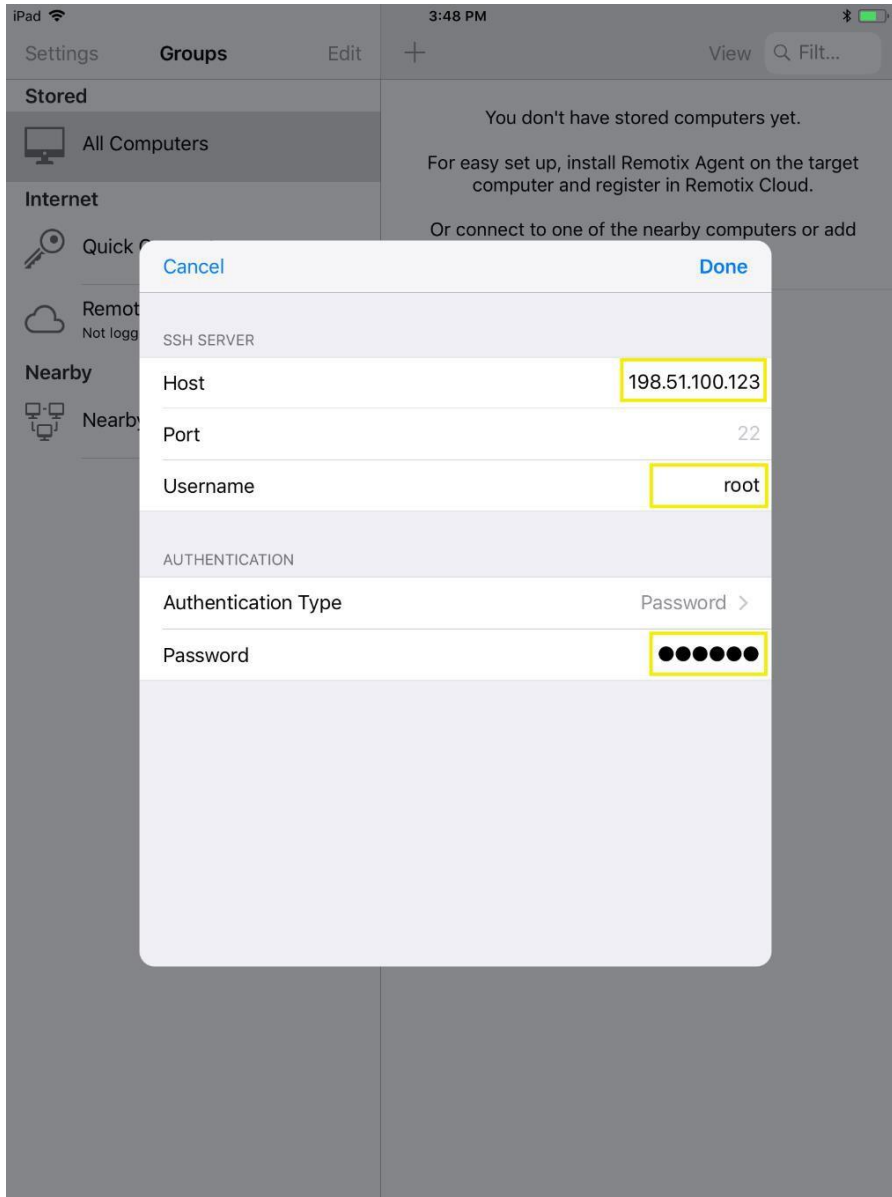 iPad 3:48 PM
Settings Groups Edit View Filt...
Stored
All Computers
Internet
Quick
Remot
Not logg
Nearby
Nearby
You don't have stored computers yet.
For easy set up, install Remotix Agent on the target
computer and register in Remotix Cloud.
Or connect to one of the nearby computers or add
Cancel Done
SSH SERVER
Host 198.51.100.123
Port 22
Username root
AUTHENTICATION
Authentication Type Password
Password ●●●●●●